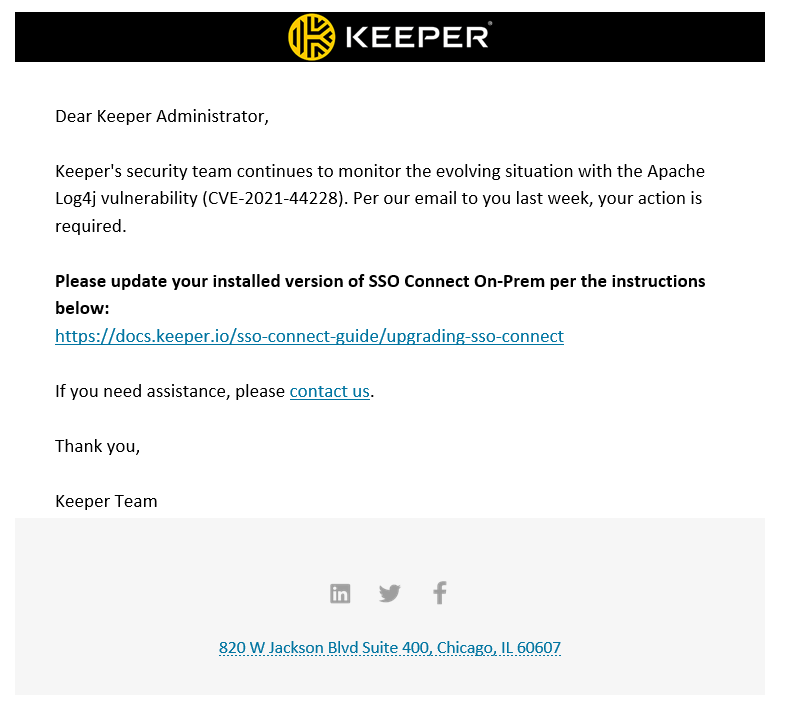 KEEPER®
Dear Keeper Administrator,
Keeper's security team continues to monitor the evolving situation with the Apache
Log4j vulnerability (CVE-2021-44228). Per our email to you last week, your action is
required.
Please update your installed version of SSO Connect On-Prem per the instructions
below:
https://docs.keeper.io/sso-connect-guide/upgrading-sso-connect
If you need assistance, please contact us.
Thank you,
Keeper Team
in
820 W Jackson Blvd Suite 400, Chicago, IL 60607